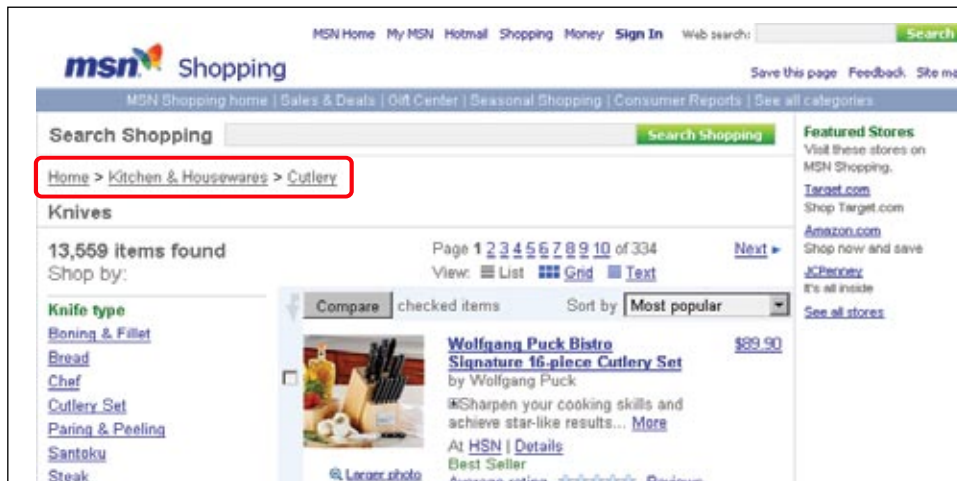 MSN Home My MSN Hotmail Shopping Money Sign In Web search: Search
msn Shopping
Save this page Feedback Site
MSN Shopping home | Sales & Deals | Gift Center | Seasonal Shopping | Consumer Reports | See all categories
Search Shopping Search Shopping
Home > Kitchen & Housewares > Cutlery
Knives
13,559 items found
Shop by:
Knife type
Boning & Fillet
Bread
Chef
Cutlery Set
Paring & Peeling
Santoku
Steak
Page 1 2 3 4 5 6 7 8 9 10 of 334 Next ►
View: List Grid Text
Compare checked items Sort by Most popular
Wolfgang Puck Bistro $89.90
Signature 16-piece Cutlery Set
by Wolfgang Puck
Sharpen your cooking skills and
achieve star-like results... More
At HSN | Details
Best Seller
Larger photo Average rating Reviews
Featured Stores
Visit these stores on
MSN Shopping.
Target.com
Shop Target.com
Amazon.com
Shop now and save
JCPenney
It's all inside
See all stores